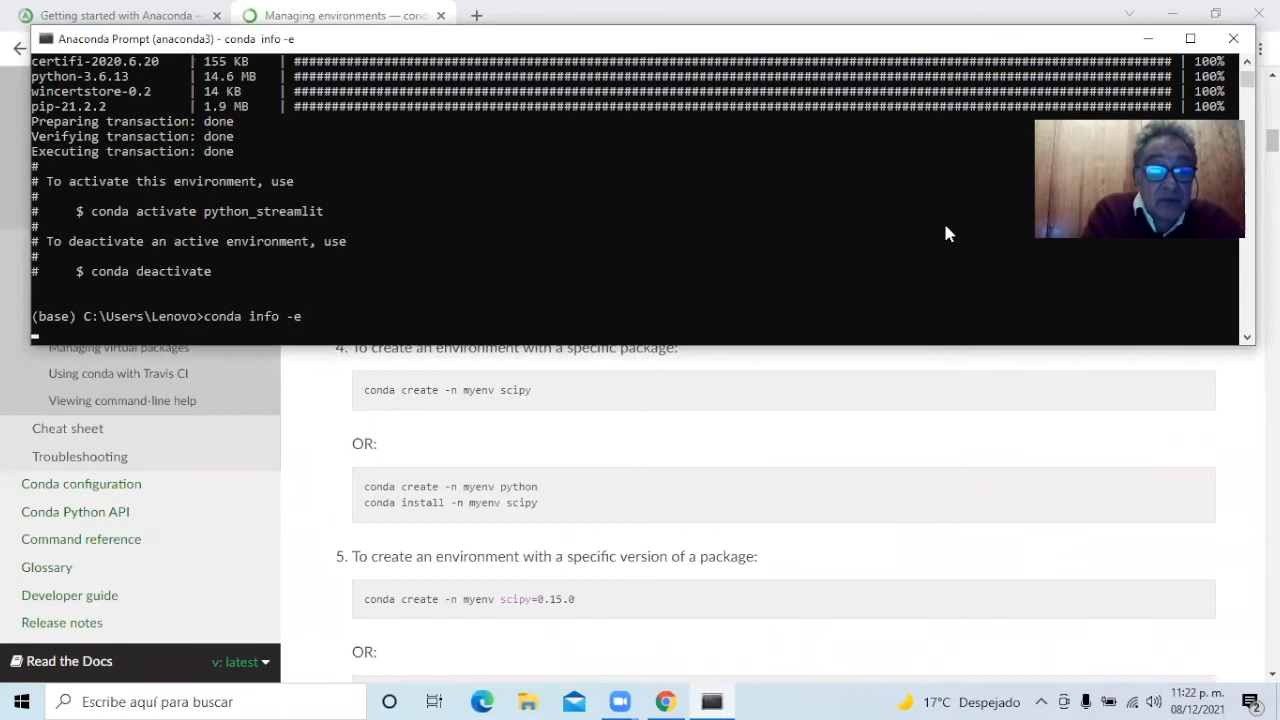 Getting started with Anaconda –
Managing environments — con
Anaconda Prompt (anaconda3) - conda info -e
certifi-2020.6.20 | 155 KB | ############################################################################ | 100%
python-3.6.13 | 14.6 MB | ############################################################################ | 100%
wincertstore-0.2 | 14 KB | ############################################################################ | 100%
pip-21.2.2 | 1.9 MB | ############################################################################ | 100%
Preparing transaction: done
Verifying transaction: done
Executing transaction: done
#
# To activate this environment, use
#
# $ conda activate python_streamlit
#
# To deactivate an active environment, use
#
# $ conda deactivate
(base) C:\Users\Lenovo>conda info -e
Managing virtual packages
Using conda with Travis CI
Viewing command-line help
Cheat sheet
Troubleshooting
Conda configuration
Conda Python API
Command reference
Glossary
Developer guide
Release notes
Read the Docs
v: latest
4. To create an environment with a specific package:
conda create -n myenv scipy
OR:
conda create -n myenv python
conda install -n myenv scipy
5. To create an environment with a specific version of a package:
conda create -n myenv scipy=0.15.0
OR:
Escribe aquí para buscar
17°C Despejado
11:22 p. m.
08/12/2021
2